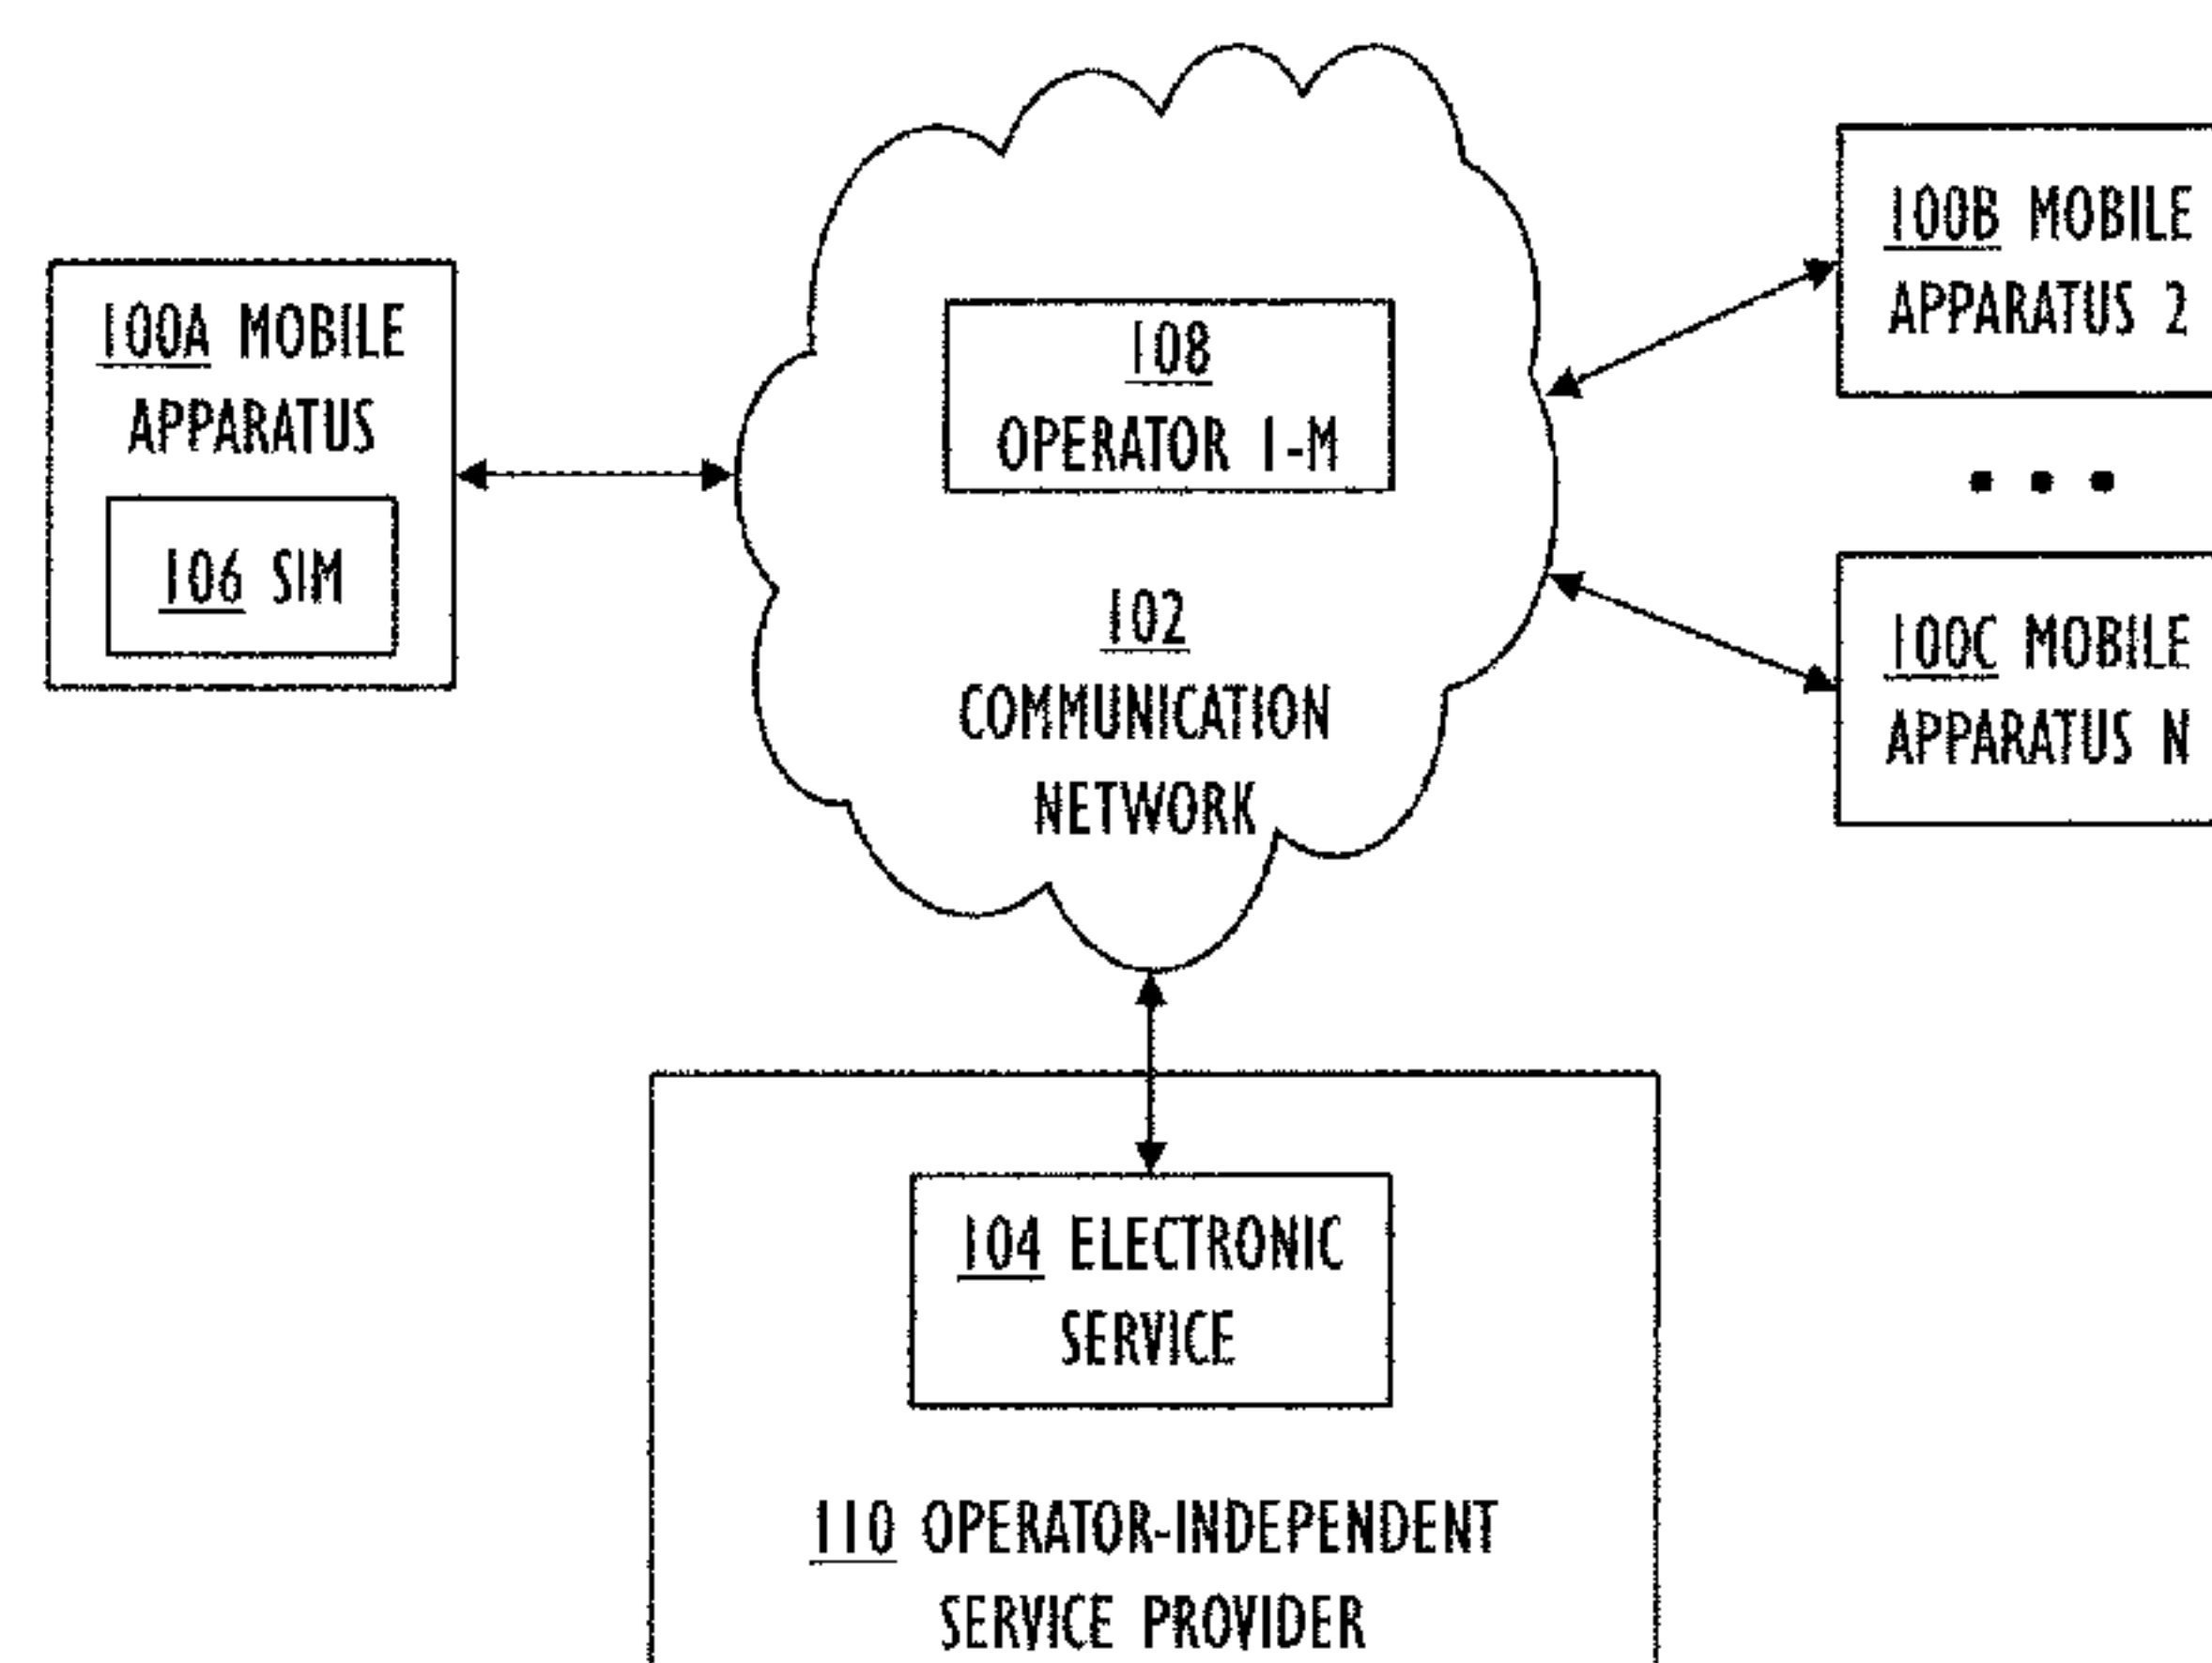 100A MOBILE
APPARATUS
106 SIM
108
OPERATOR 1-M
102
COMMUNICATION
NETWORK
100B MOBILE
APPARATUS 2
100C MOBILE
APPARATUS N
104 ELECTRONIC
SERVICE
110 OPERATOR-INDEPENDENT
SERVICE PROVIDER